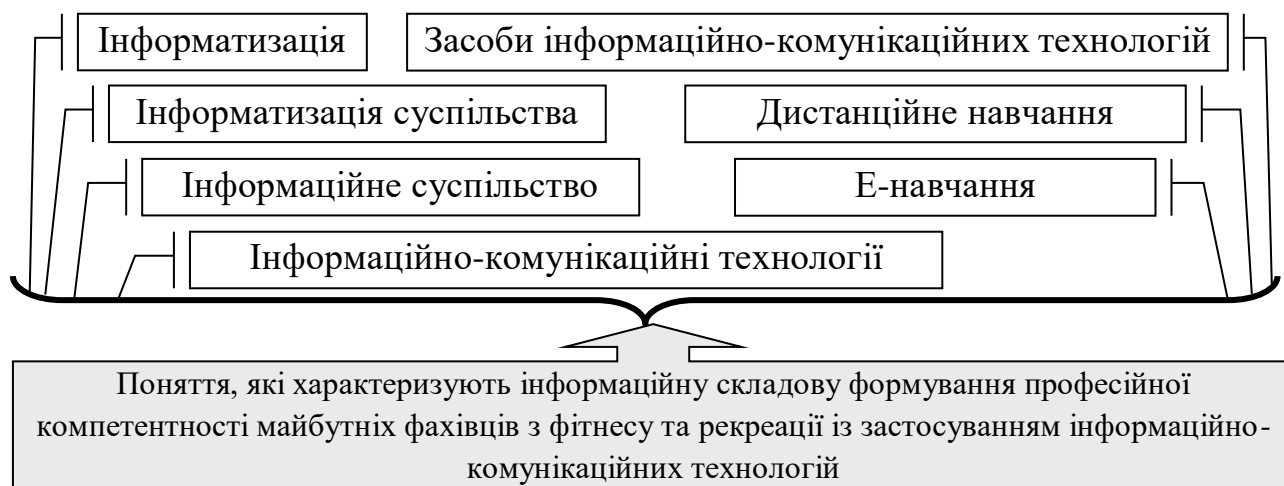 Інформатизація
Засоби інформаційно-комунікаційних технологій
Інформатизація суспільства
Дистанційне навчання
Інформаційне суспільство
Е-навчання
Інформаційно-комунікаційні технології
Поняття, які характеризують інформаційну складову формування професійної
компетентності майбутніх фахівців з фітнесу та рекреації із застосуванням інформаційно-
комунікаційних технологій